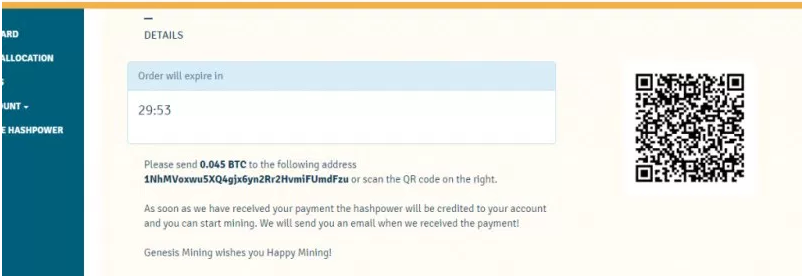 DETAILS
ARD
ALLOCATION
S
OUNT
E HASHPOWER
Order will expire in
29:53
Please send 0.045 BTC to the following address
1NhMVoxwu5XQ4gjx6yn2Rr2HvmiFUmdFzu or scan the QR code on the right.
As soon as we have received your payment the hashpower will be credited to your account
and you can start mining. We will send you an email when we received the payment!
Genesis Mining wishes you Happy Mining!